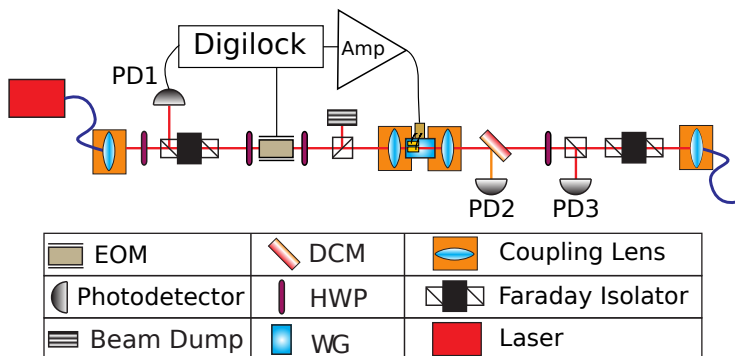 Digilock
Amp
PD1
PD2
PD3
EOM
DCM
Coupling Lens
Photodetector
HWP
Faraday Isolator
Beam Dump
WG
Laser